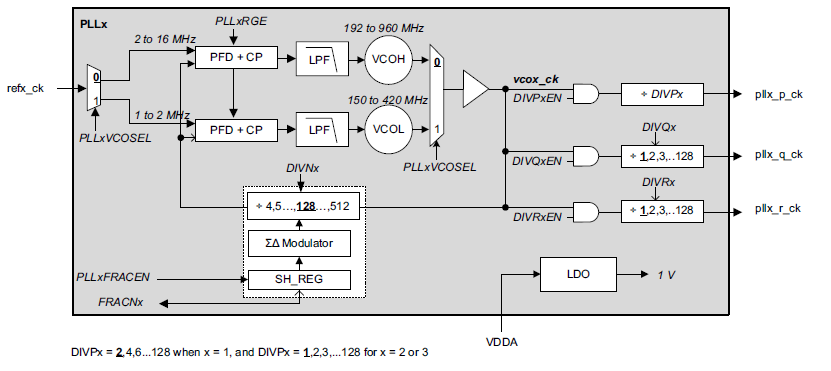 PLLx
PLLxRGE
2 to 16 MHz
192 to 960 MHz
PFD + CP
LPF
VCOH
refx_ck
0
1
0
1
vcox_ck
DIVPxEN
÷ DIVPx
pllx_p_ck
1 to 2 MHz
150 to 420 MHz
PFD + CP
LPF
VCOL
PLLxVCOSEL
PLLxVCOSEL
DIVQx
DIVQxEN
÷ 1,2,3,..128
pllx_q_ck
DIVNx
DIVRx
÷ 4,5...,128...,512
DIVRxEN
÷ 1,2,3,..128
pllx_r_ck
ΣΔ Modulator
PLLxFRACEN
SH_REG
LDO
1 V
FRACNx
VDDA
DIVPx = 2,4,6...128 when x = 1, and DIVPx = 1,2,3,...128 for x = 2 or 3